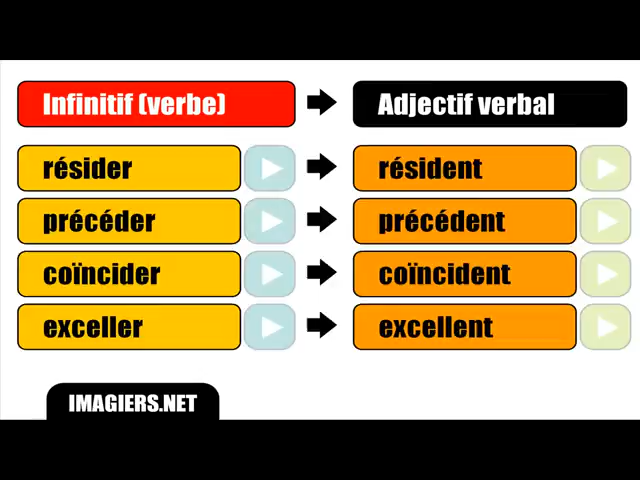 Infinitif (verbe) Adjectif verbal
résider résident
précéder précédent
coïncider coïncident
exceller excellent
IMAGIERS.NET